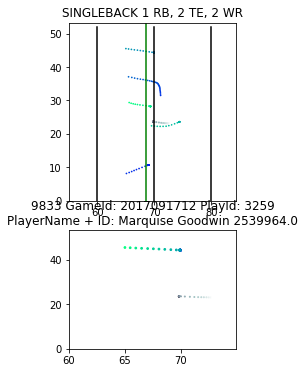 SINGLEBACK 1 RB, 2 TE, 2 WR
50
40
30
20
10
0
60 70 80
9833 GameId: 2017091712 PlayId: 3259
PlayerName + ID: Marquise Goodwin 2539964.0
40
20
0
60 65 70